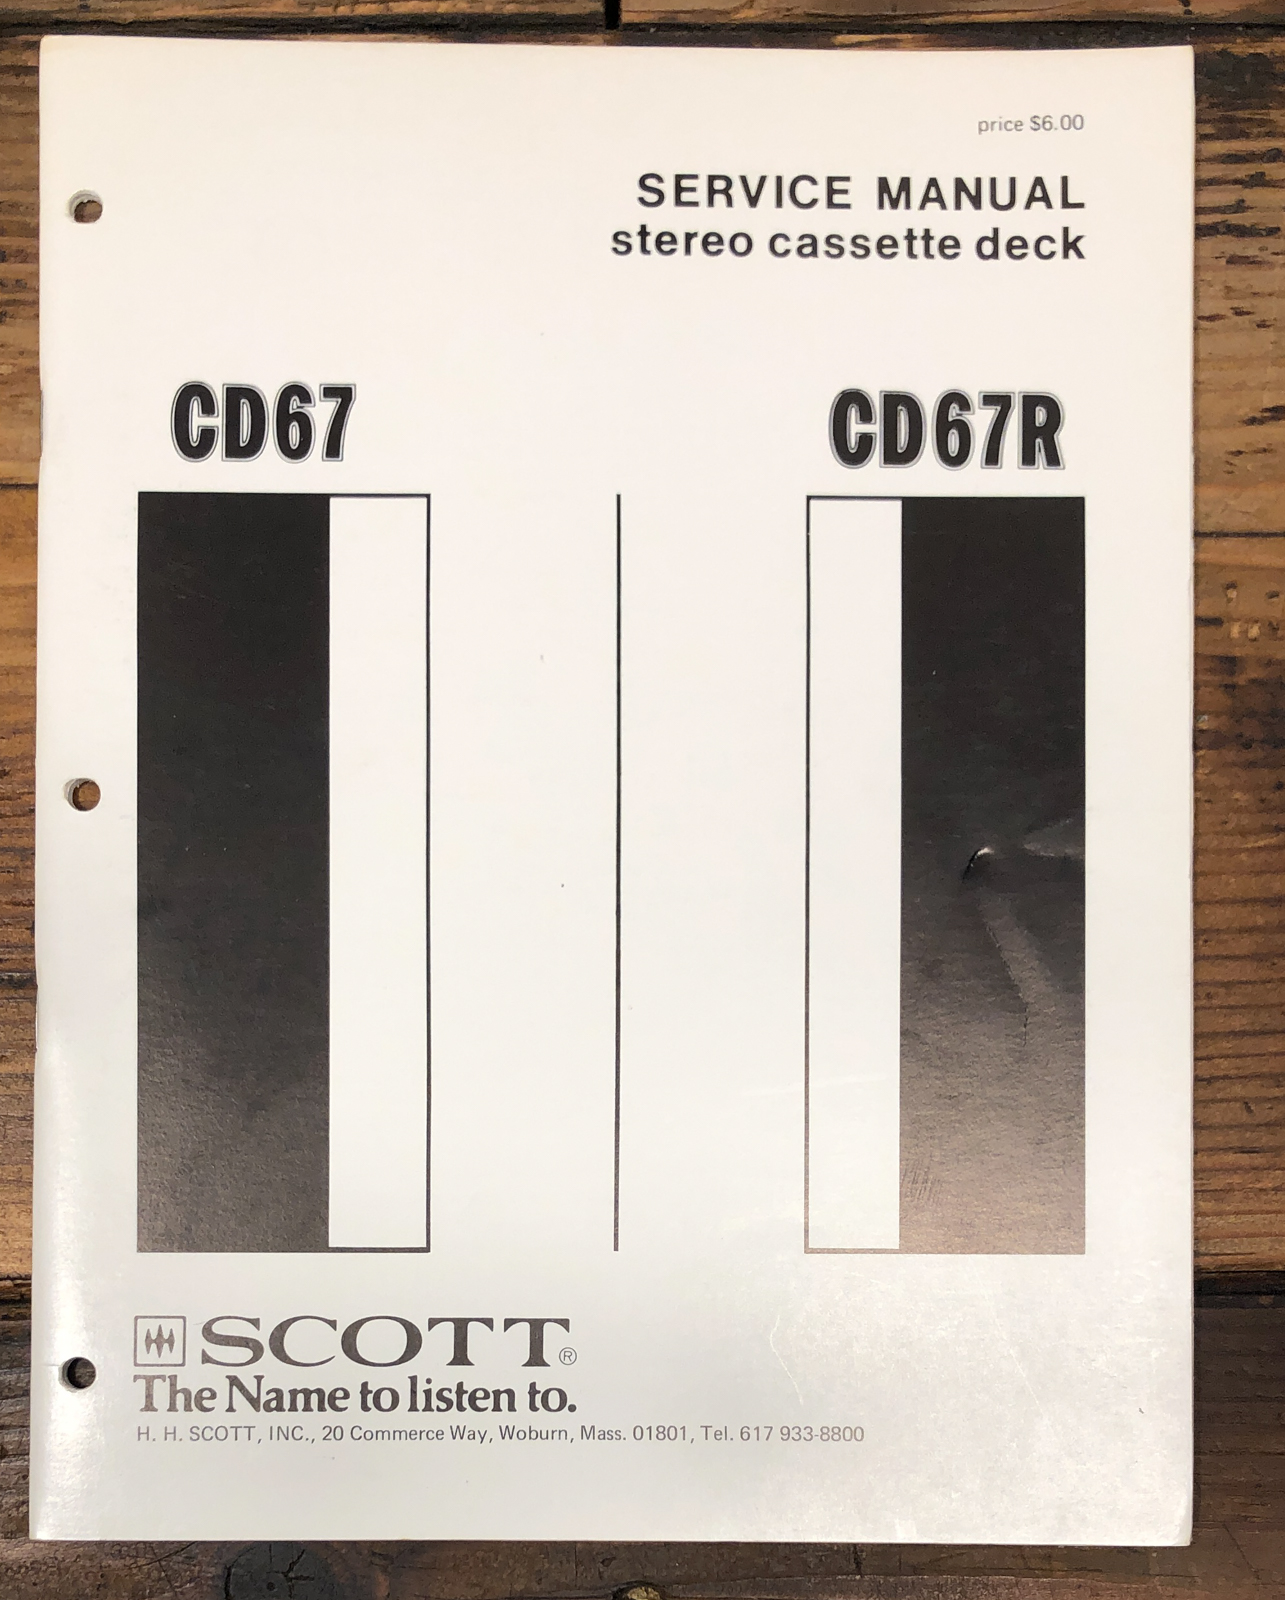 price $6.00
SERVICE MANUAL
stereo cassette deck
CD67
CD67R
SCOTT®
The Name to listen to.
H. H. SCOTT, INC., 20 Commerce Way, Woburn, Mass. 01801, Tel. 617 933-8800